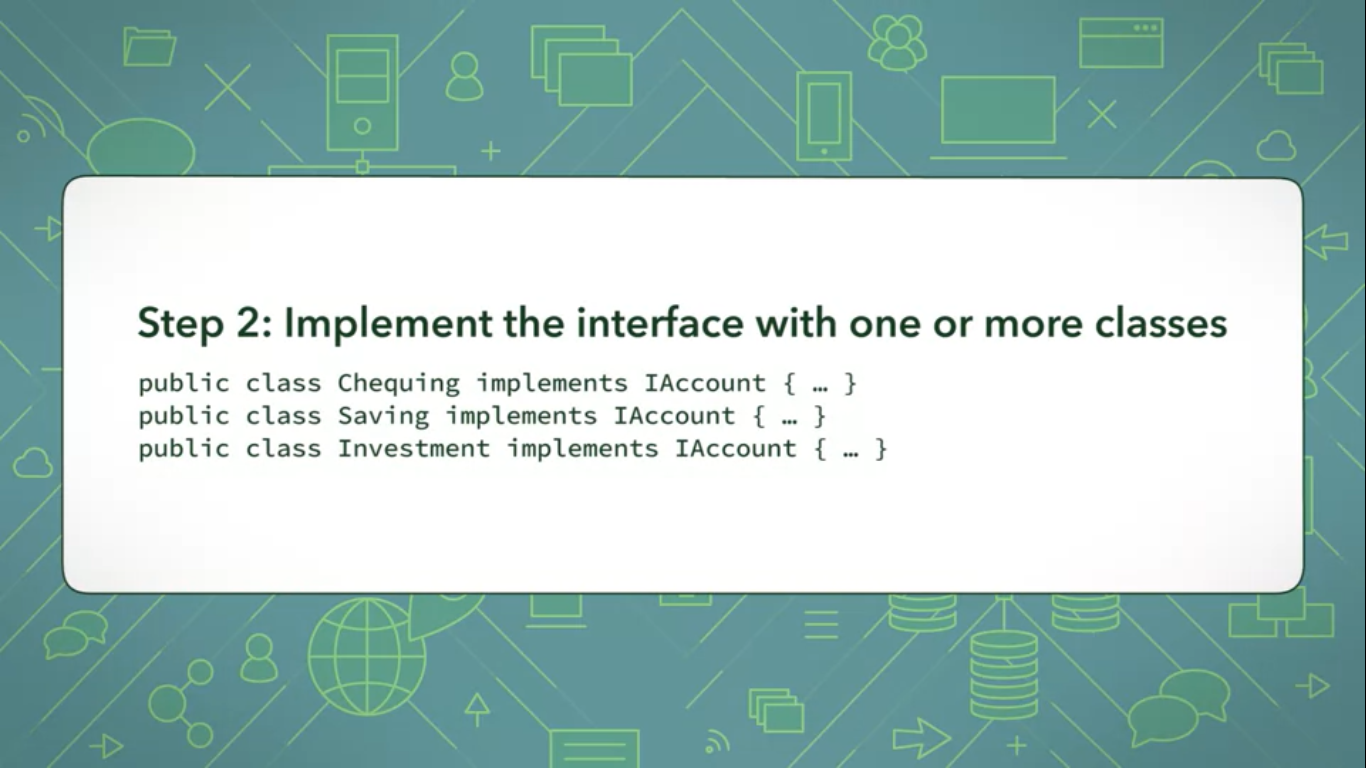 Step 2: Implement the interface with one or more classes
public class Chequing implements IAccount { … }
public class Saving implements IAccount { … }
public class Investment implements IAccount { … }